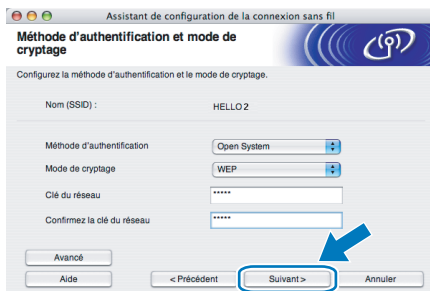 Assistant de configuration de la connexion sans fil
Méthode d'authentification et mode de
cryptage
Configurez la méthode d'authentification et le mode de cryptage.
Nom (SSID) : HELLO 2
Méthode d'authentification Open System
Mode de cryptage WEP
Clé du réseau *****
Confirmez la clé du réseau *****
Avancé
Aide < Précédent Suivant > Annuler